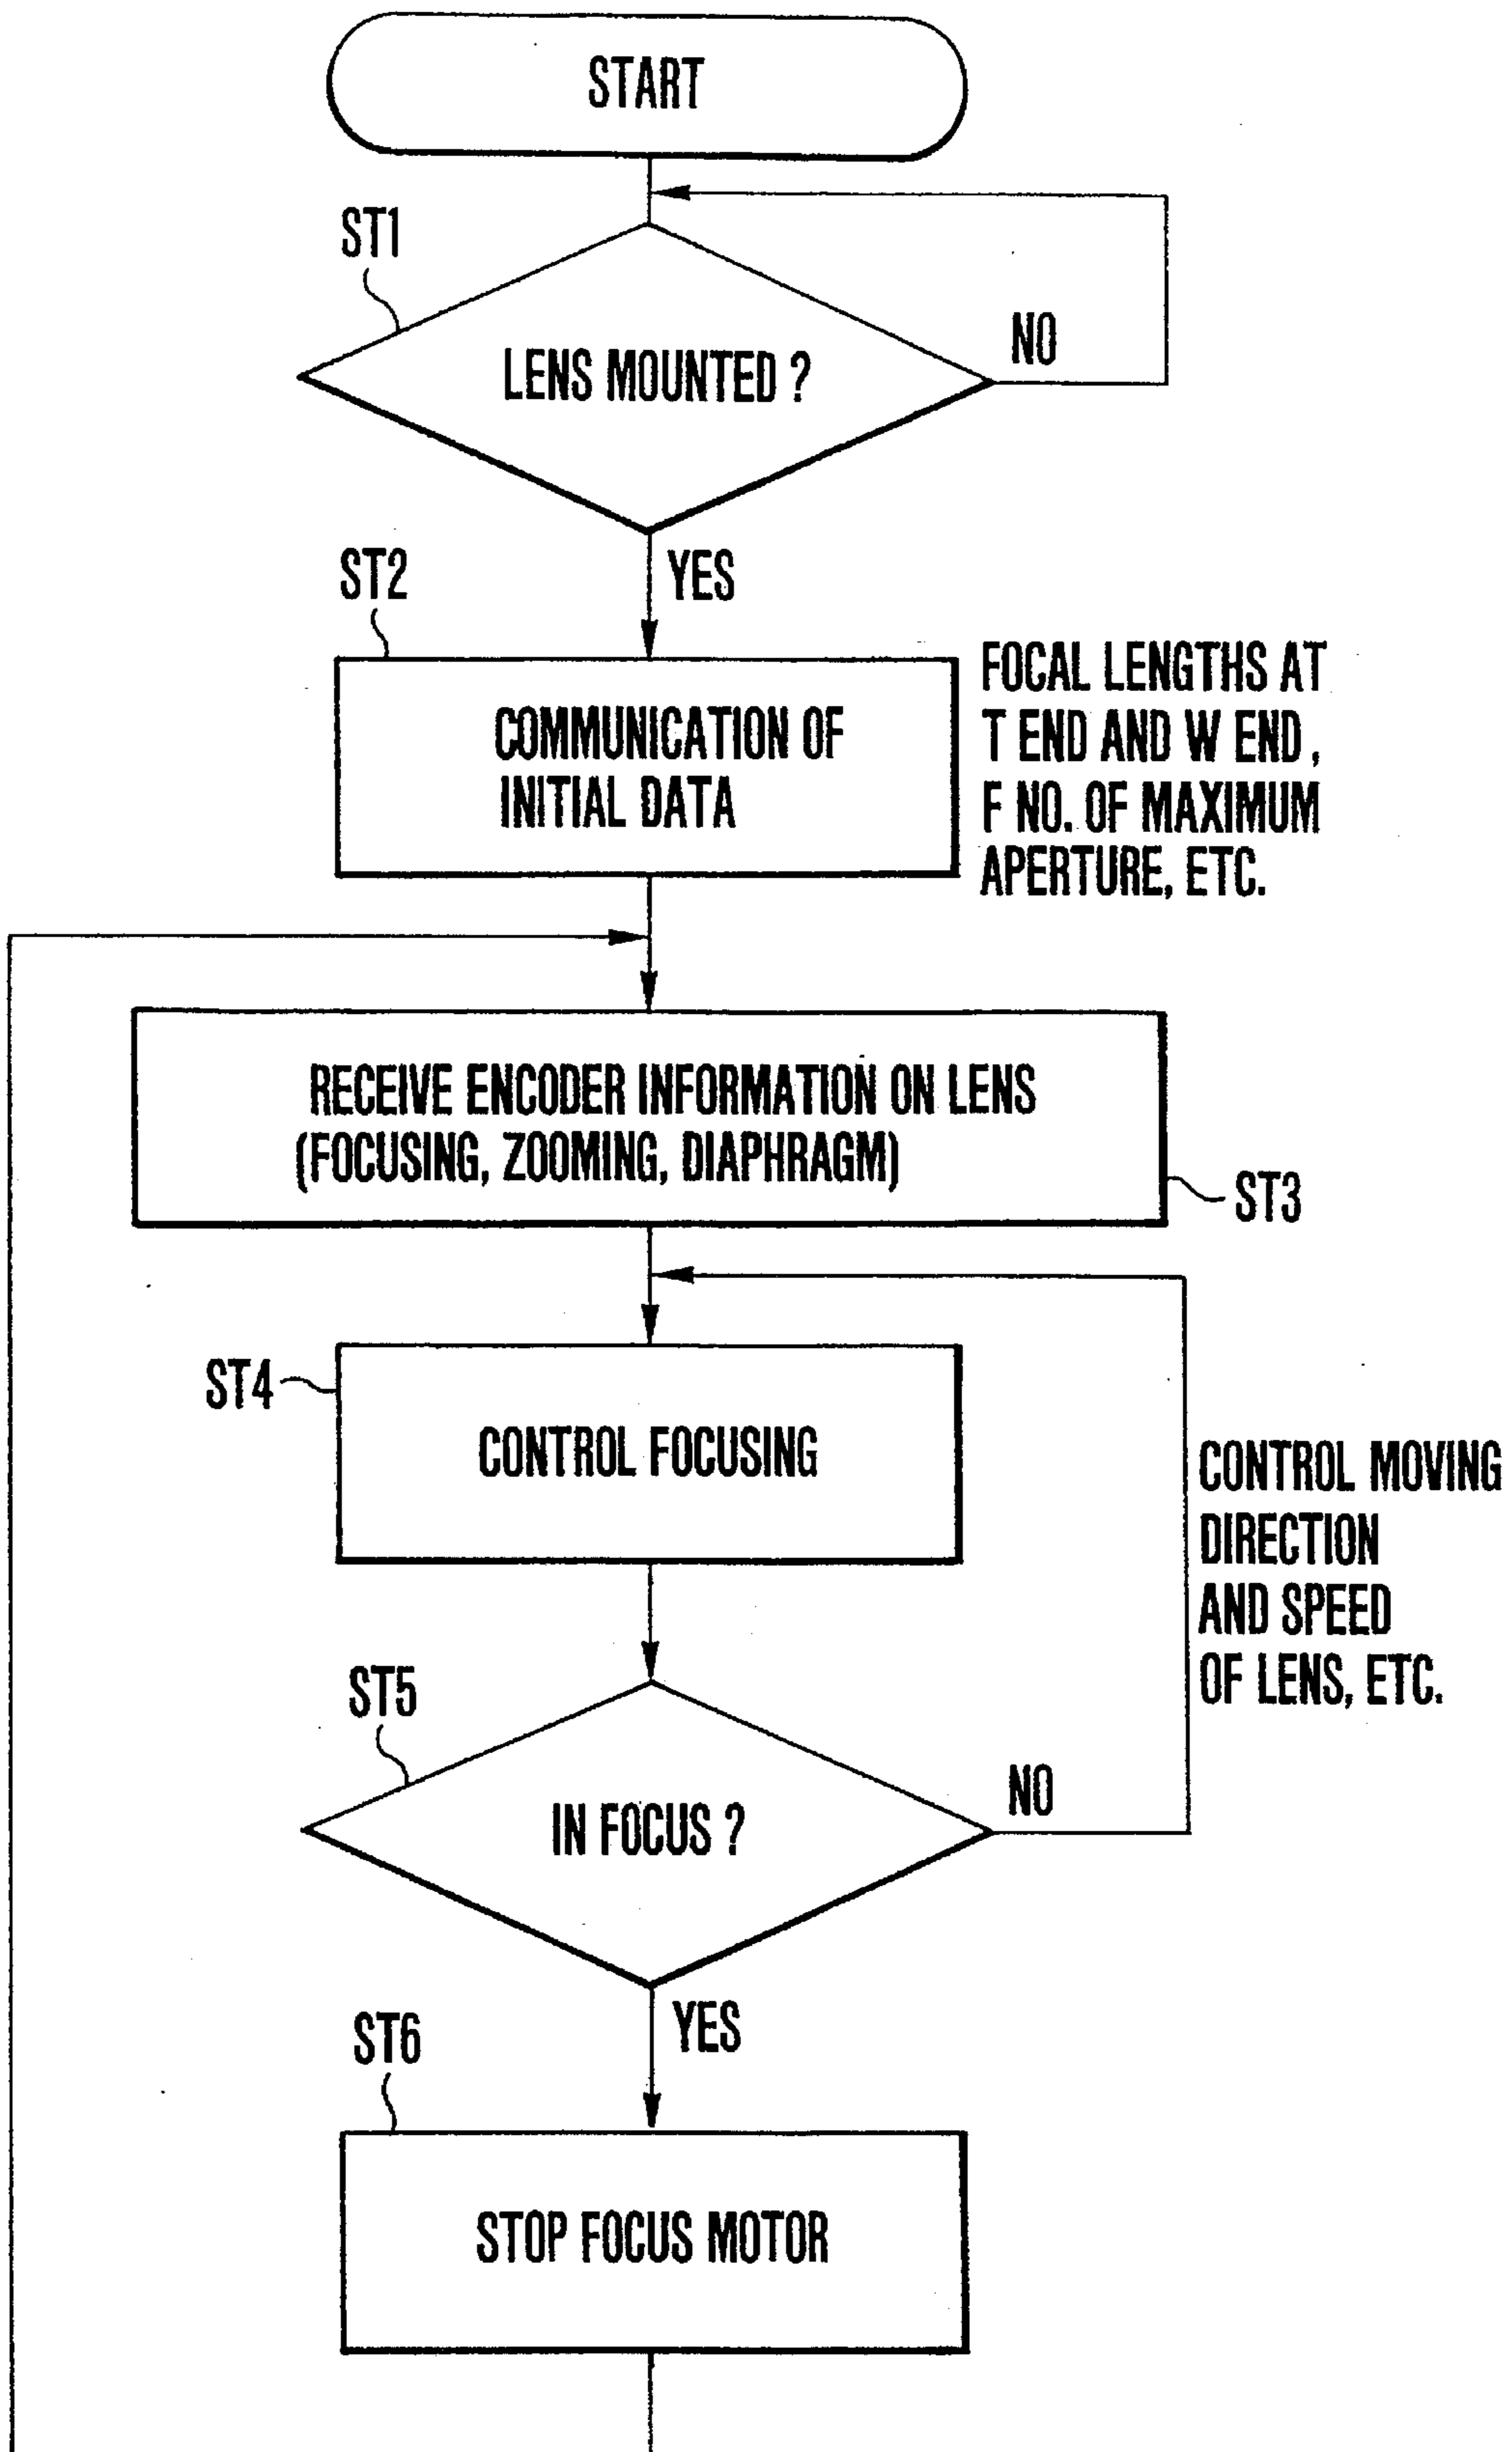 START
ST1
LENS MOUNTED ?
NO
YES
ST2
COMMUNICATION OF
INITIAL DATA
FOCAL LENGTHS AT
T END AND W END,
F NO. OF MAXIMUM
APERTURE, ETC.
RECEIVE ENCODER INFORMATION ON LENS
(FOCUSING, ZOOMING, DIAPHRAGM)
ST3
ST4
CONTROL FOCUSING
CONTROL MOVING
DIRECTION
AND SPEED
OF LENS, ETC.
ST5
IN FOCUS ?
NO
YES
ST6
STOP FOCUS MOTOR